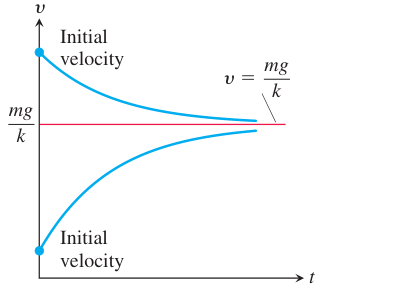 v
Initial
velocity
v = mg/k
mg/k
Initial
velocity
t